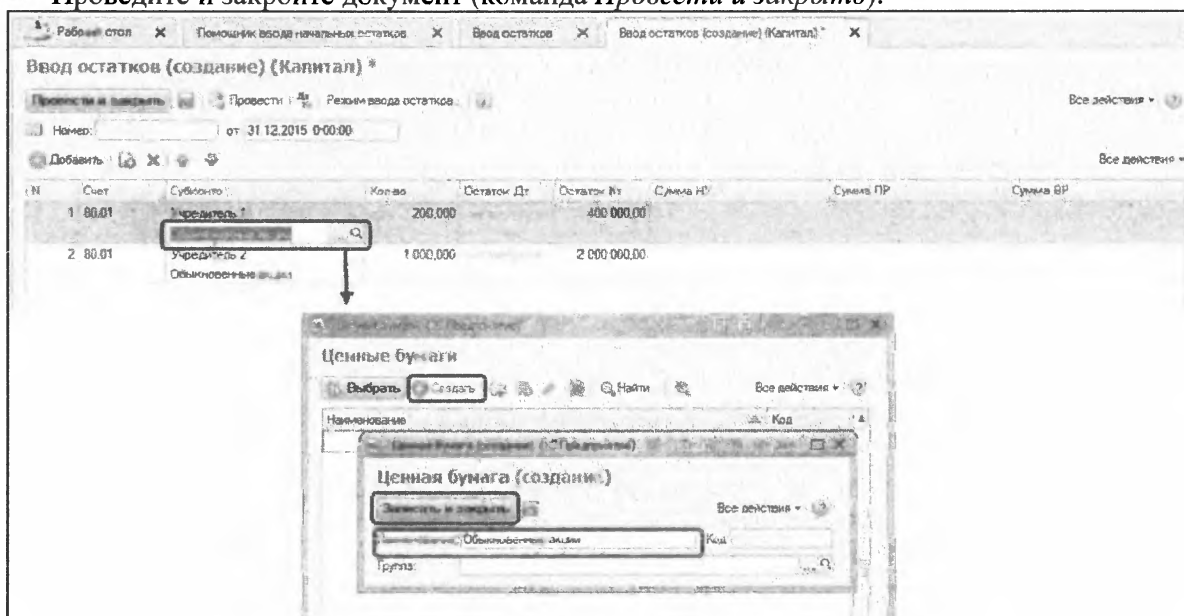 Проведите и закройте документ (команда Провести и закрыть).
Рабочий стол Помощник ввода начальных остатков Ввод остатков Ввод остатков (создание) (Капитал) *
Ввод остатков (создание) (Капитал) *
Провести и закрыть Провести Режим ввода остатков Все действия
Номер: от 31.12.2015 0:00:00
Добавить Все действия
N Счет Субконто Кол-во Остаток Дт Остаток Кт Сумма НУ Сумма ПР Сумма ВР
1 80.01 Учредитель 1 200,000 400 000,00
2 80.01 Учредитель 2 1 000,000 2 000 000,00
Обыкновенные акции
Ценные бумаги
Выбрать Создать Найти Все действия
Наименование Код
Ценная бумага (создание)
Записать и закрыть Все действия
Обыкновенные акции Код
Группа: